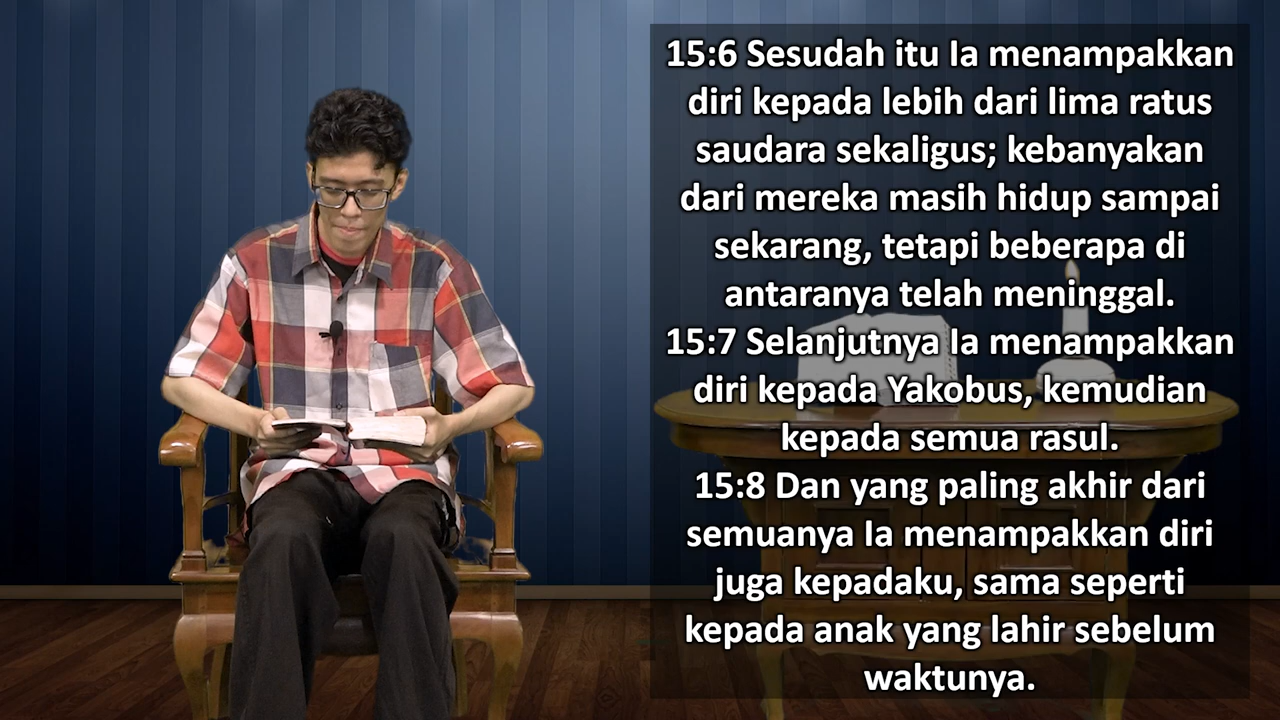 15:6 Sesudah itu Ia menampakkan
diri kepada lebih dari lima ratus
saudara sekaligus; kebanyakan
dari mereka masih hidup sampai
sekarang, tetapi beberapa di
antaranya telah meninggal.
15:7 Selanjutnya Ia menampakkan
diri kepada Yakobus, kemudian
kepada semua rasul.
15:8 Dan yang paling akhir dari
semuanya Ia menampakkan diri
juga kepadaku, sama seperti
kepada anak yang lahir sebelum
waktunya.